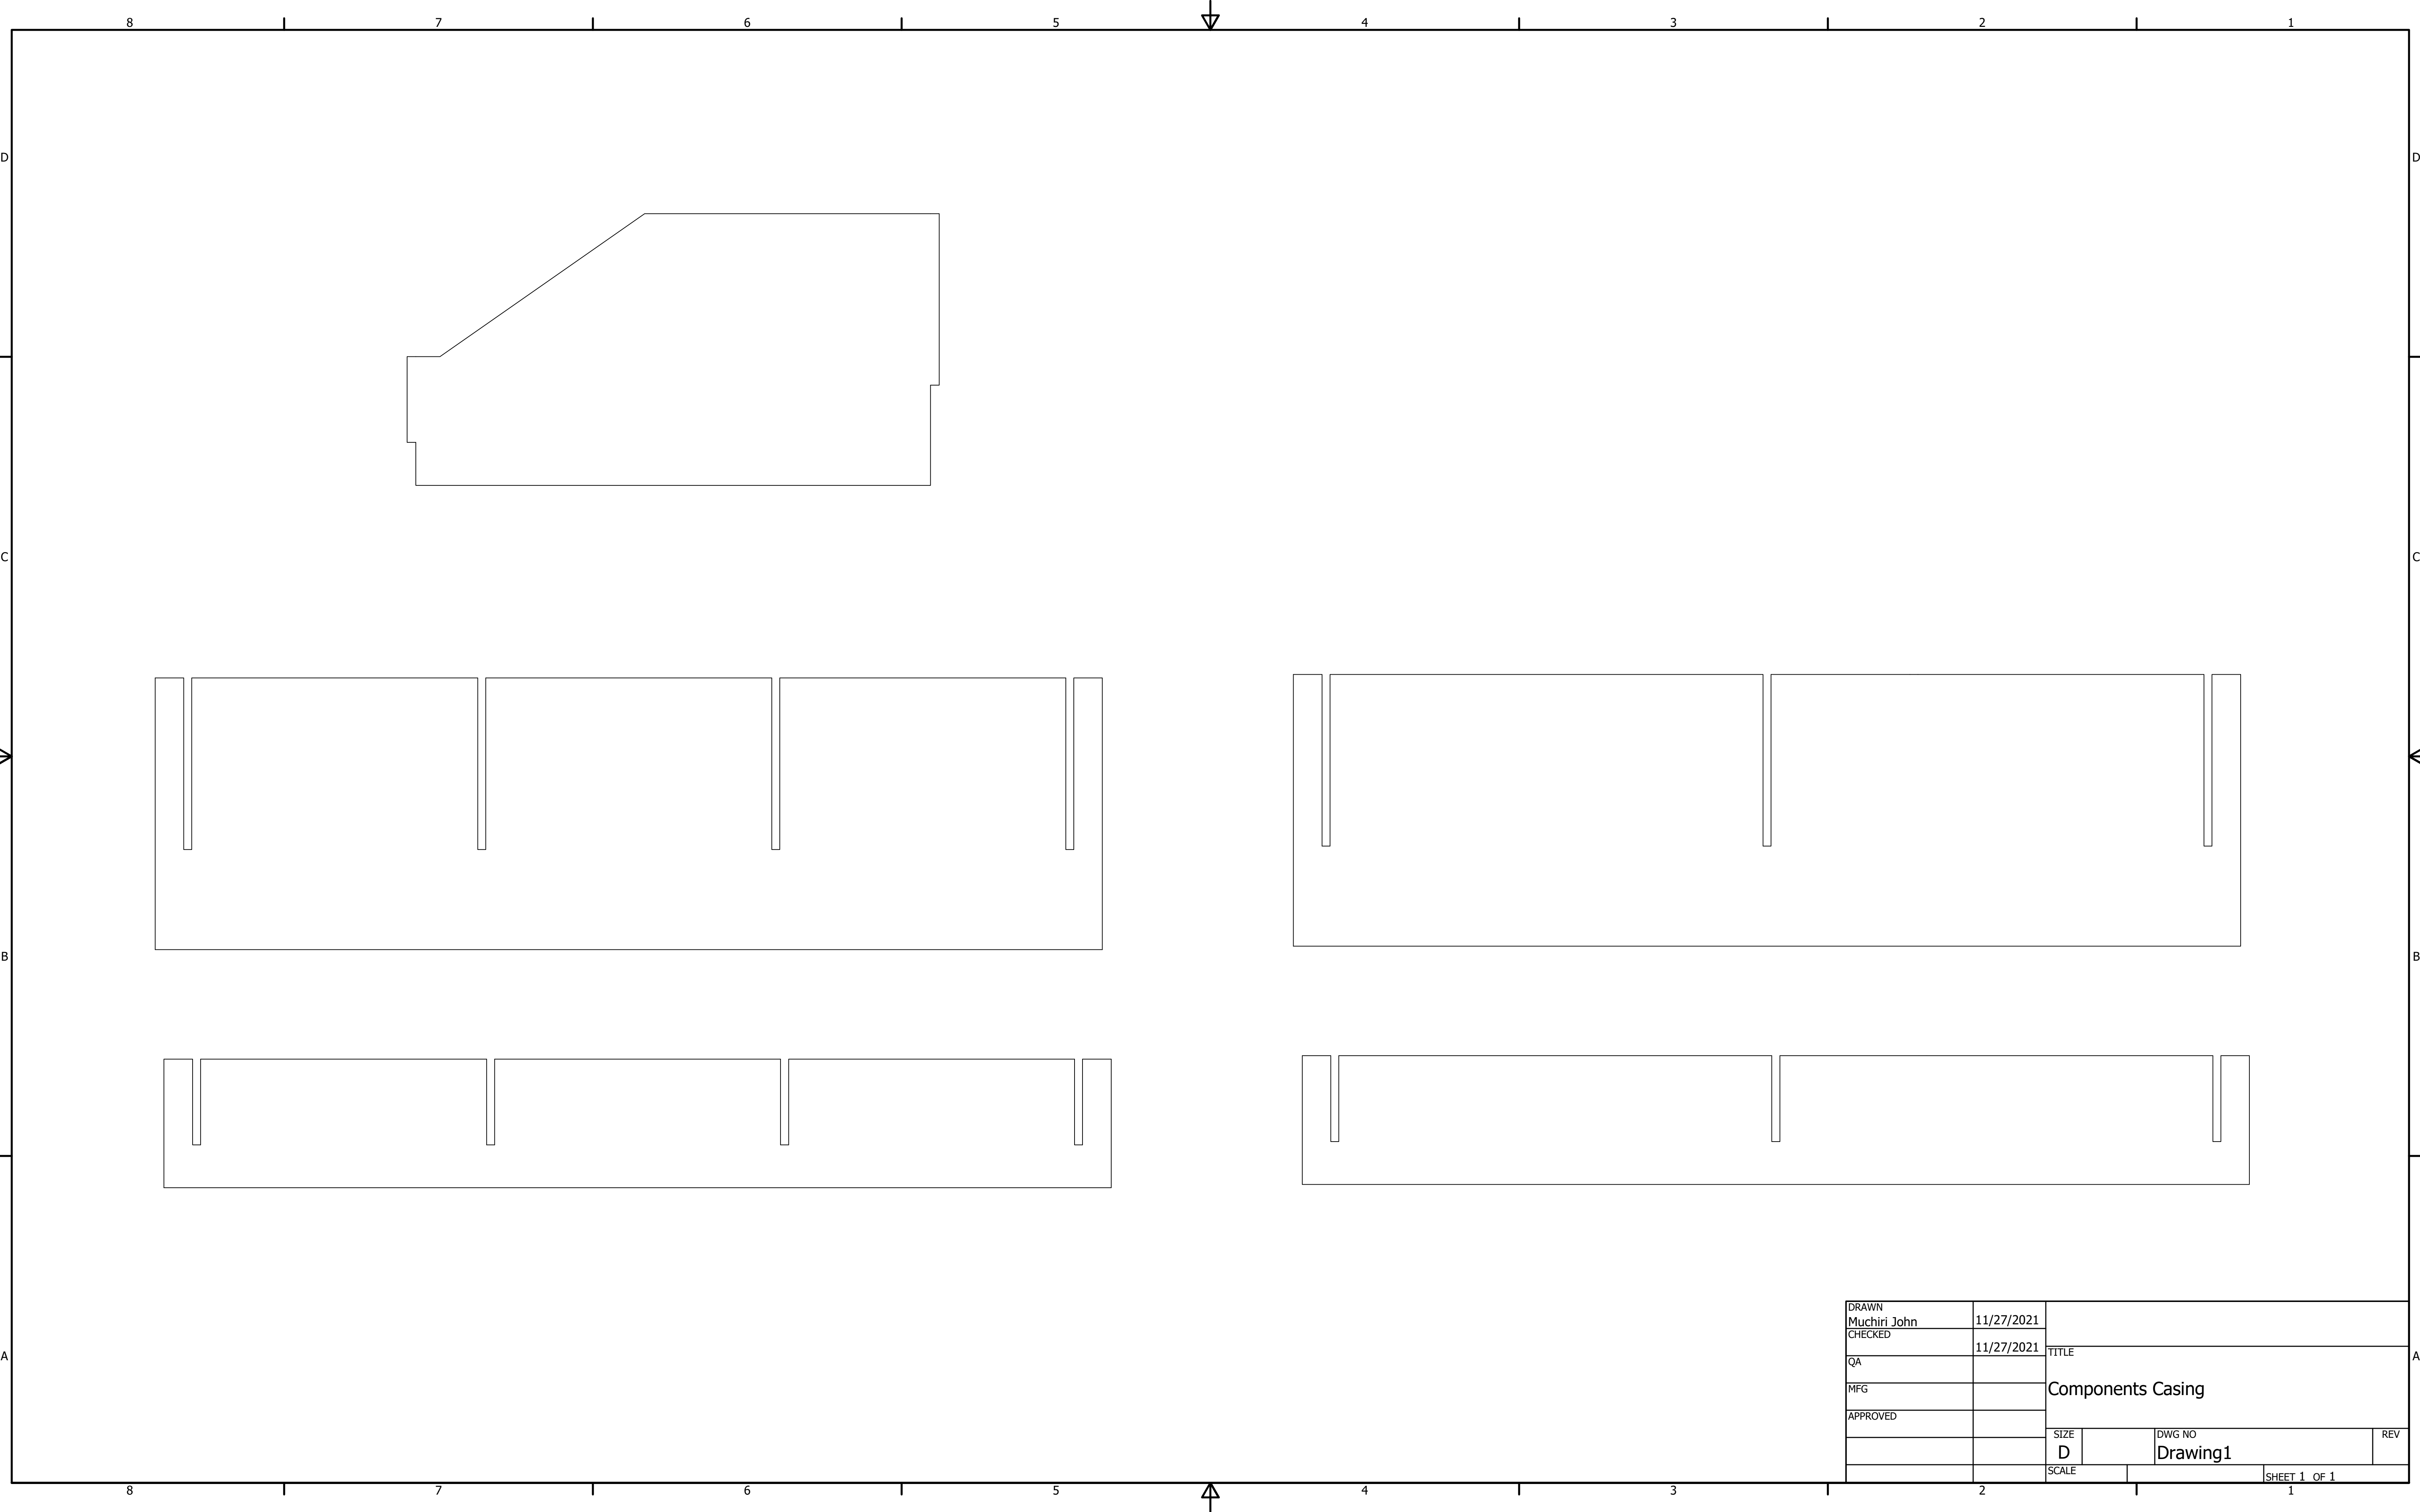 8 7 6 5 4 3 2 1
D D
C C
B B
A A
DRAWN
Muchiri John 11/27/2021
CHECKED
11/27/2021
TITLE
QA
MFG
Components Casing
APPROVED
SIZE DWG NO REV
D Drawing1
SCALE
SHEET 1 OF 1
8 7 6 5 4 3 2 1